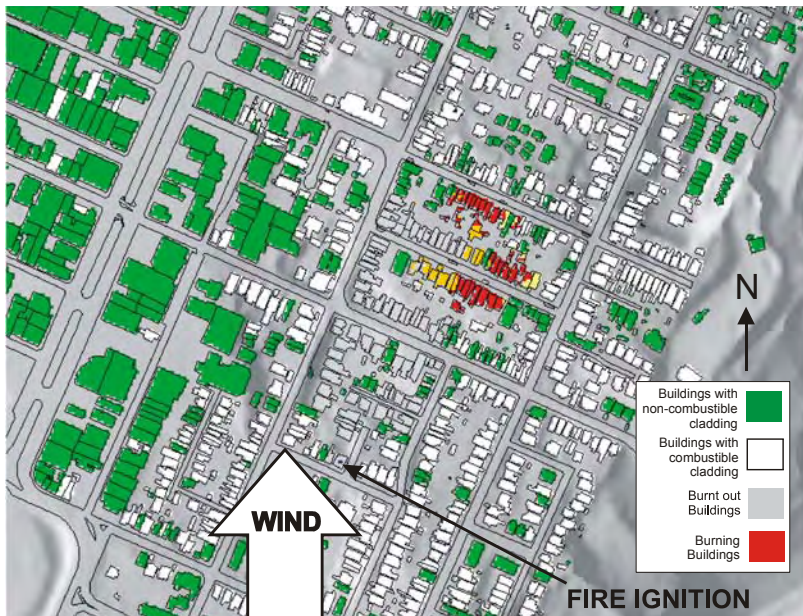 N
Buildings with
non-combustible
cladding
Buildings with
combustible
cladding
Burnt out
Buildings
Burning
Buildings
WIND
FIRE IGNITION